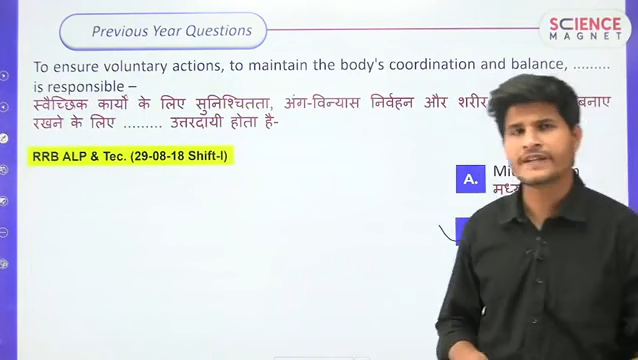 Previous Year Questions
SCIENCE
MAGNET
To ensure voluntary actions, to maintain the body's coordination and balance, .........
is responsible –
स्वैच्छिक कार्यो के लिए सुनिश्चितता, अंग-विन्यास निर्वहन और शरीर बनाए
रखने के लिए ......... उत्तरदायी होता है-
RRB ALP & Tec. (29-08-18 Shift-I)
A.